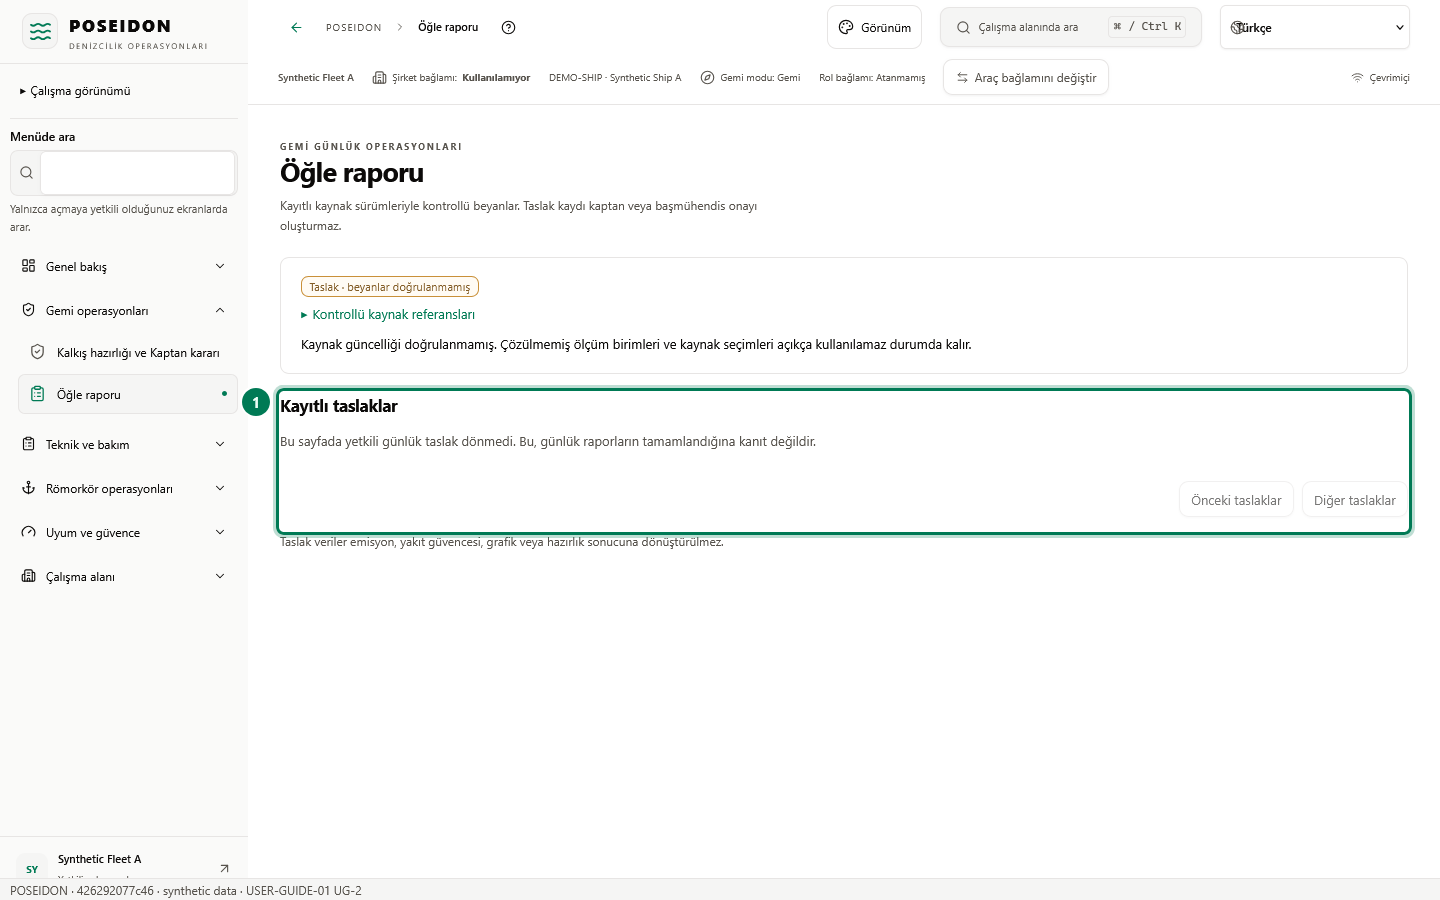 POSEIDON
DENİZCİLİK OPERASYONLARI
Çalışma görünümü
Menüde ara
Yalnızca açmaya yetkili olduğunuz ekranlarda
arar.
Genel bakış
Gemi operasyonları
Kalkış hazırlığı ve Kaptan kararı
Öğle raporu
Teknik ve bakım
Römorkör operasyonları
Uyum ve güvence
Çalışma alanı
SY
Synthetic Fleet A
POSEIDON
Öğle raporu
Görünüm
Çalışma alanında ara
⌘ / Ctrl K
Türkçe
Synthetic Fleet A
Şirket bağlamı: Kullanılamıyor
DEMO-SHIP · Synthetic Ship A
Gemi modu: Gemi
Rol bağlamı: Atanmamış
Araç bağlamını değiştir
Çevrimiçi
GEMİ GÜNLÜK OPERASYONLARI
Öğle raporu
Kayıtlı kaynak sürümleriyle kontrollü beyanlar. Taslak kaydı kaptan veya başmühendis onayı
oluşturmaz.
Taslak · beyanlar doğrulanmamış
Kontrollü kaynak referansları
Kaynak güncelliği doğrulanmamış. Çözülmemiş ölçüm birimleri ve kaynak seçimleri açıkça kullanılamaz durumda kalır.
1
Kayıtlı taslaklar
Bu sayfada yetkili günlük taslak dönmedi. Bu, günlük raporların tamamlandığına kanıt değildir.
Önceki taslaklar
Diğer taslaklar
Taslak veriler emisyon, yakıt güvencesi, grafik veya hazırlık sonucuna dönüştürülmez.
POSEIDON · 426292077c46 · synthetic data · USER-GUIDE-01 UG-2